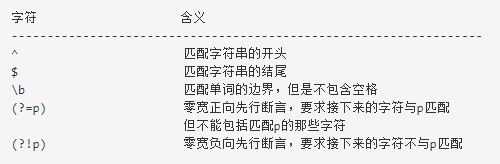 字符 含义
--------------------------------------------------------------------
^ 匹配字符串的开头
$ 匹配字符串的结尾
\b 匹配单词的边界，但是不包含空格
(?=p) 零宽正向先行断言，要求接下来的字符与p匹配
但不能包括匹配p的那些字符
(?!p) 零宽负向先行断言，要求接下来的字符不与p匹配